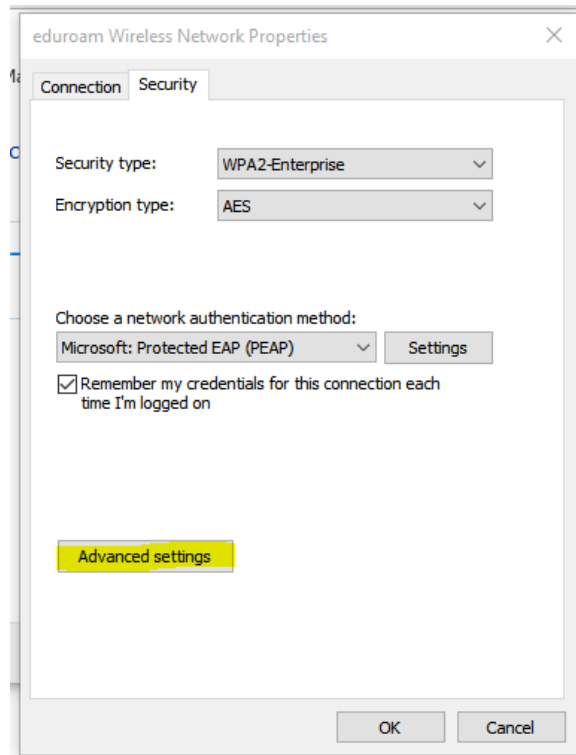 eduroam Wireless Network Properties
Connection Security
Security type: WPA2-Enterprise
Encryption type: AES
Choose a network authentication method:
Microsoft: Protected EAP (PEAP) Settings
Remember my credentials for this connection each
time I'm logged on
Advanced settings
OK Cancel